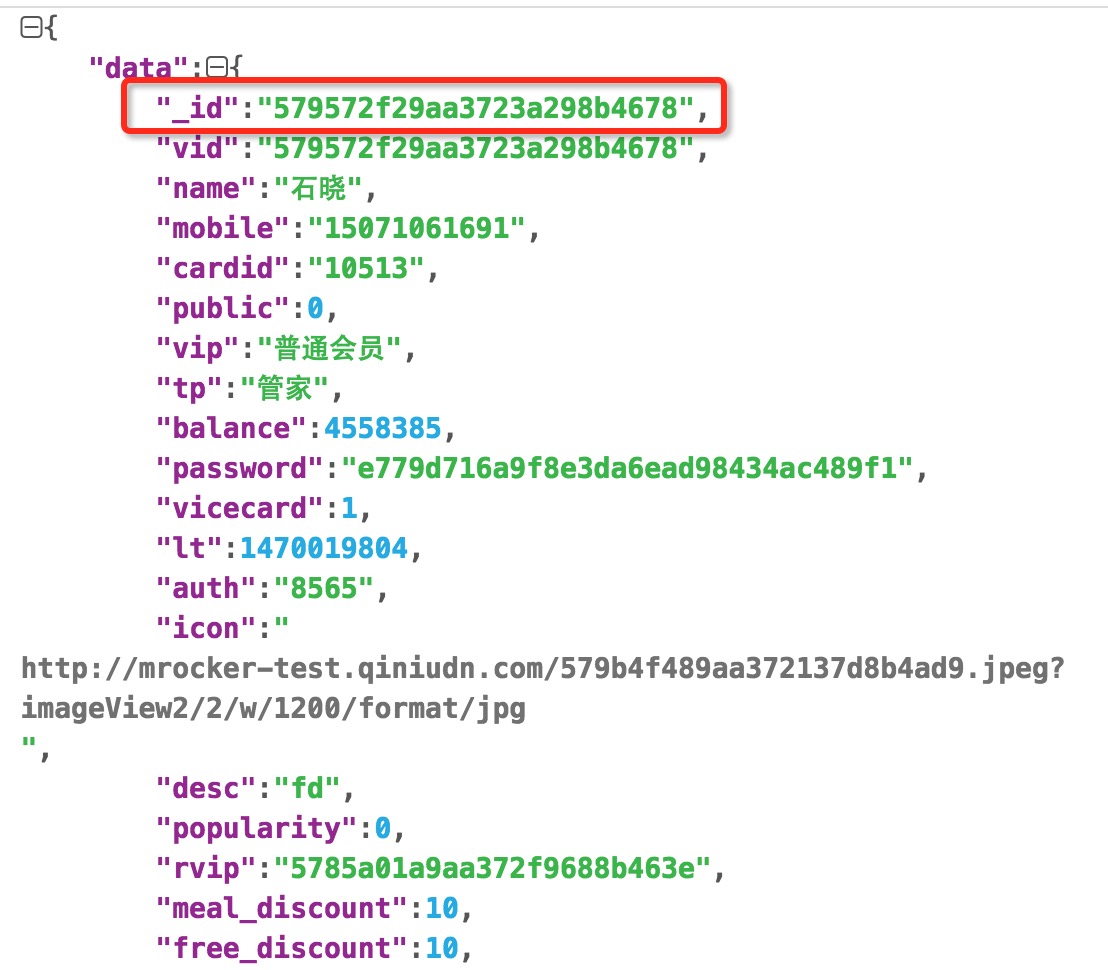 {
"data":{
"_id":"579572f29aa3723a298b4678",
"vid":"579572f29aa3723a298b4678",
"name":"石晓",
"mobile":"15071061691",
"cardid":"10513",
"public":0,
"vip":"普通会员",
"tp":"管家",
"balance":4558385,
"password":"e779d716a9f8e3da6ead98434ac489f1",
"vicecard":1,
"lt":1470019804,
"auth":"8565",
"icon":"
http://mrocker-test.qiniudn.com/579b4f489aa372137d8b4ad9.jpeg?
imageView2/2/w/1200/format/jpg
",
"desc":"fd",
"popularity":0,
"rvip":"5785a01a9aa372f9688b463e",
"meal_discount":10,
"free_discount":10,